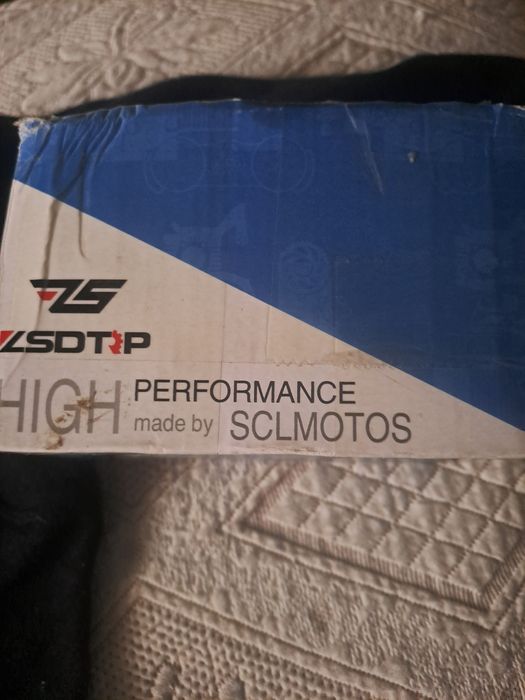 ZS
ZSDTRP
HIGH PERFORMANCE
made by SCLMOTOS